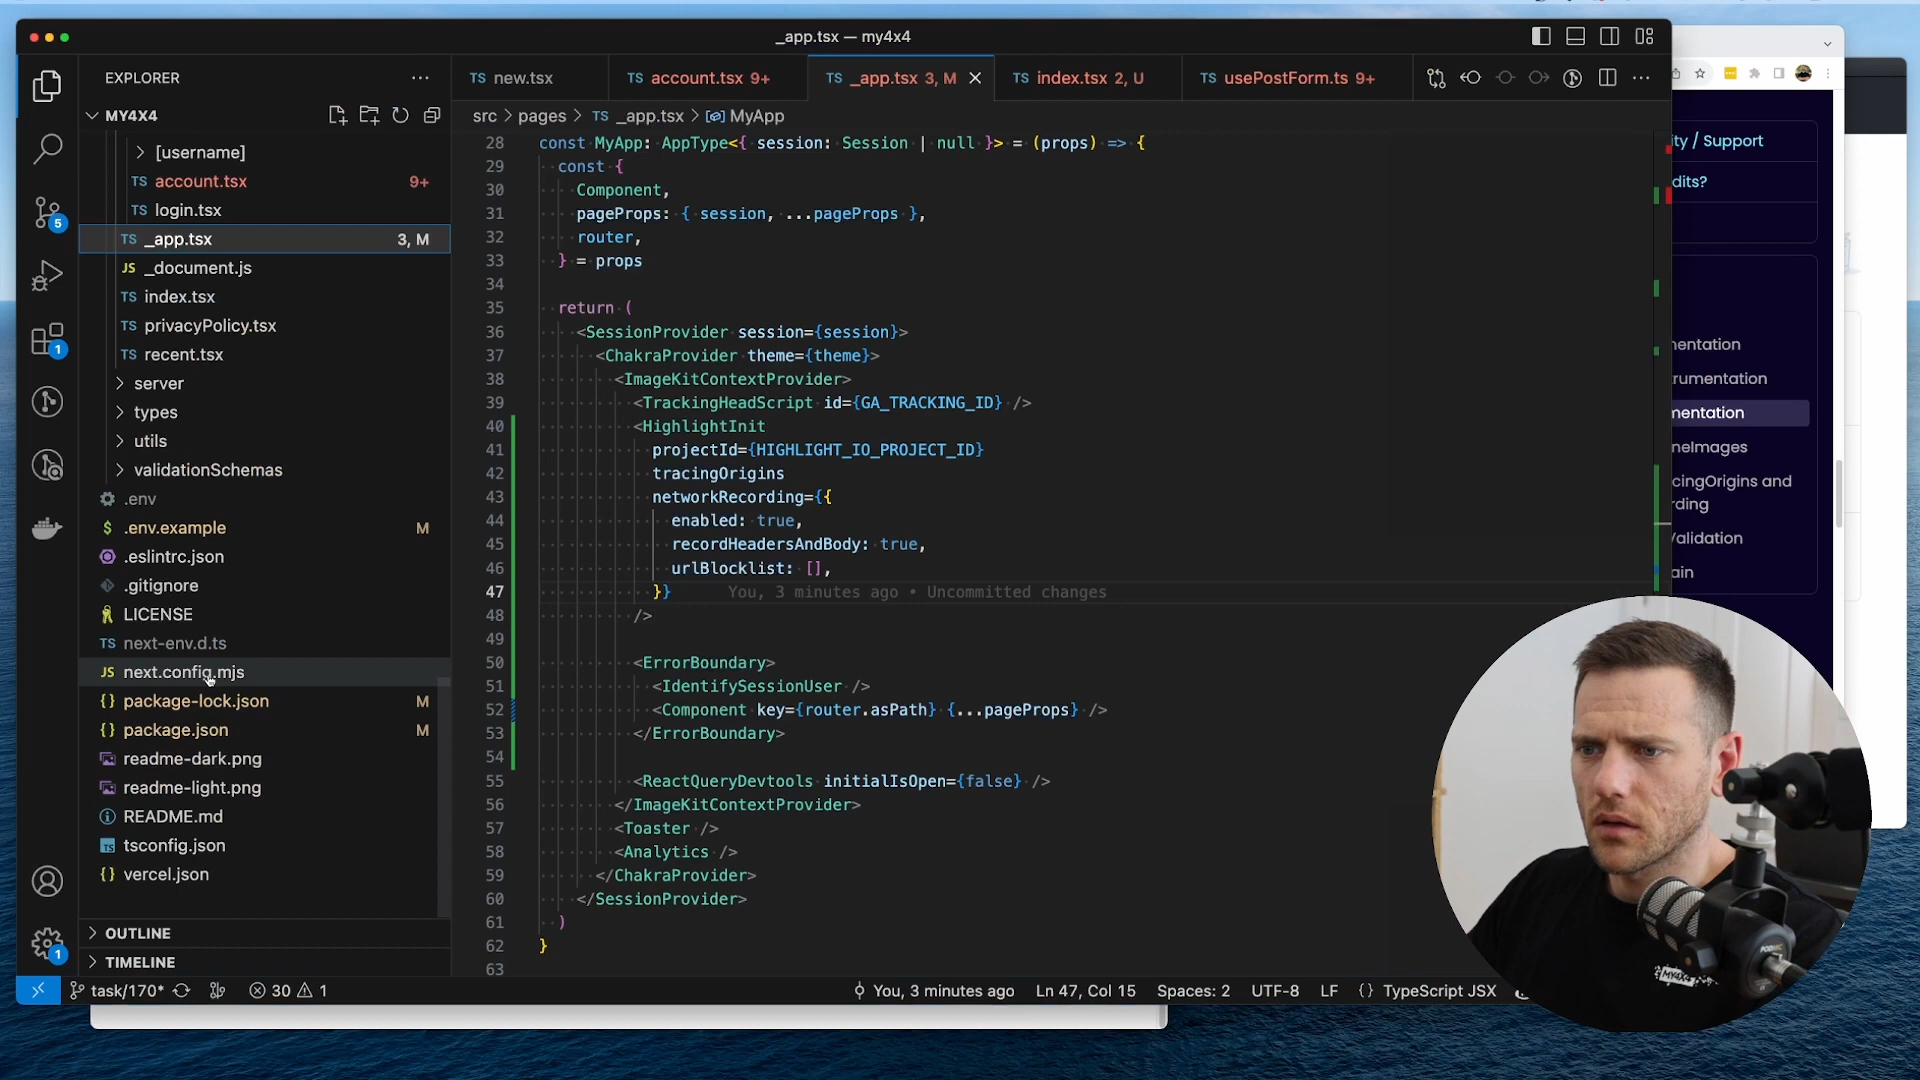 _app.tsx — my4x4
EXPLORER
MY4X4
[username]
TS account.tsx 9+
TS login.tsx
TS _app.tsx 3, M
JS _document.js
TS index.tsx
TS privacyPolicy.tsx
TS recent.tsx
server
types
utils
validationSchemas
.env
$ .env.example M
.eslintrc.json
.gitignore
LICENSE
TS next-env.d.ts
JS next.config.mjs
{} package-lock.json M
{} package.json M
readme-dark.png
readme-light.png
README.md
TS tsconfig.json
{} vercel.json
OUTLINE
TIMELINE
5
1
1
TS new.tsx
TS account.tsx 9+
TS _app.tsx 3, M
TS index.tsx 2, U
TS usePostForm.ts 9+
src > pages > TS _app.tsx > MyApp
28 const MyApp: AppType<{ session: Session | null }> = (props) => {
29 const {
30 Component,
31 pageProps: { session, ...pageProps },
32 router,
33 } = props
34
35 return (
36 <SessionProvider session={session}>
37 <ChakraProvider theme={theme}>
38 <ImageKitContextProvider>
39 <TrackingHeadScript id={GA_TRACKING_ID} />
40 <HighlightInit
41 projectId={HIGHLIGHT_IO_PROJECT_ID}
42 tracingOrigins
43 networkRecording={{
44 enabled: true,
45 recordHeadersAndBody: true,
46 urlBlocklist: [],
47 }} You, 3 minutes ago • Uncommitted changes
48 />
49
50 <ErrorBoundary>
51 <IdentifySessionUser />
52 <Component key={router.asPath} {...pageProps} />
53 </ErrorBoundary>
54
55 <ReactQueryDevtools initialIsOpen={false} />
56 </ImageKitContextProvider>
57 <Toaster />
58 <Analytics />
59 </ChakraProvider>
60 </SessionProvider>
61 )
62 }
63
task/170* 30 1
You, 3 minutes ago Ln 47, Col 15 Spaces: 2 UTF-8 LF {} TypeScript JSX
ity / Support
dits?
nentation
rumentation
mentation
neImages
cingOrigins and
rding
Validation
ain
PODMIC
MY4X4